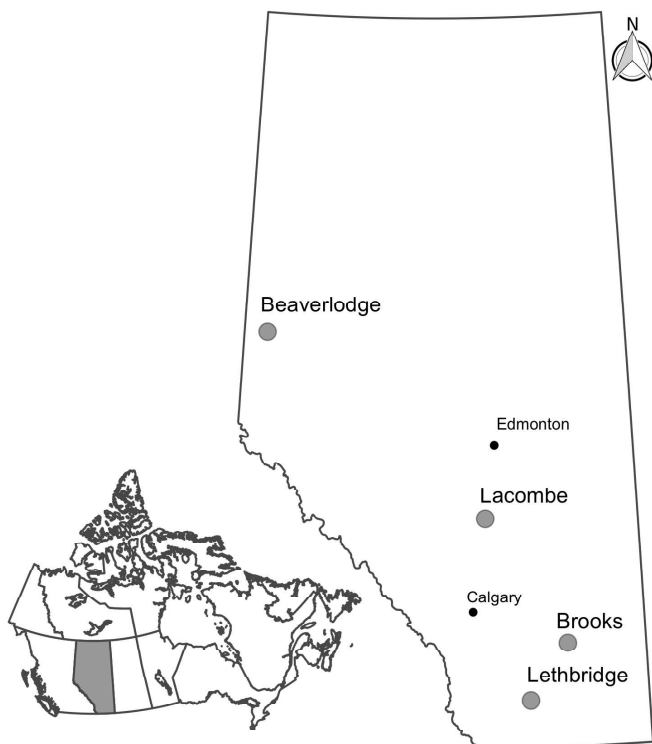 N
Beaverlodge
Edmonton
Lacombe
Calgary
Brooks
Lethbridge